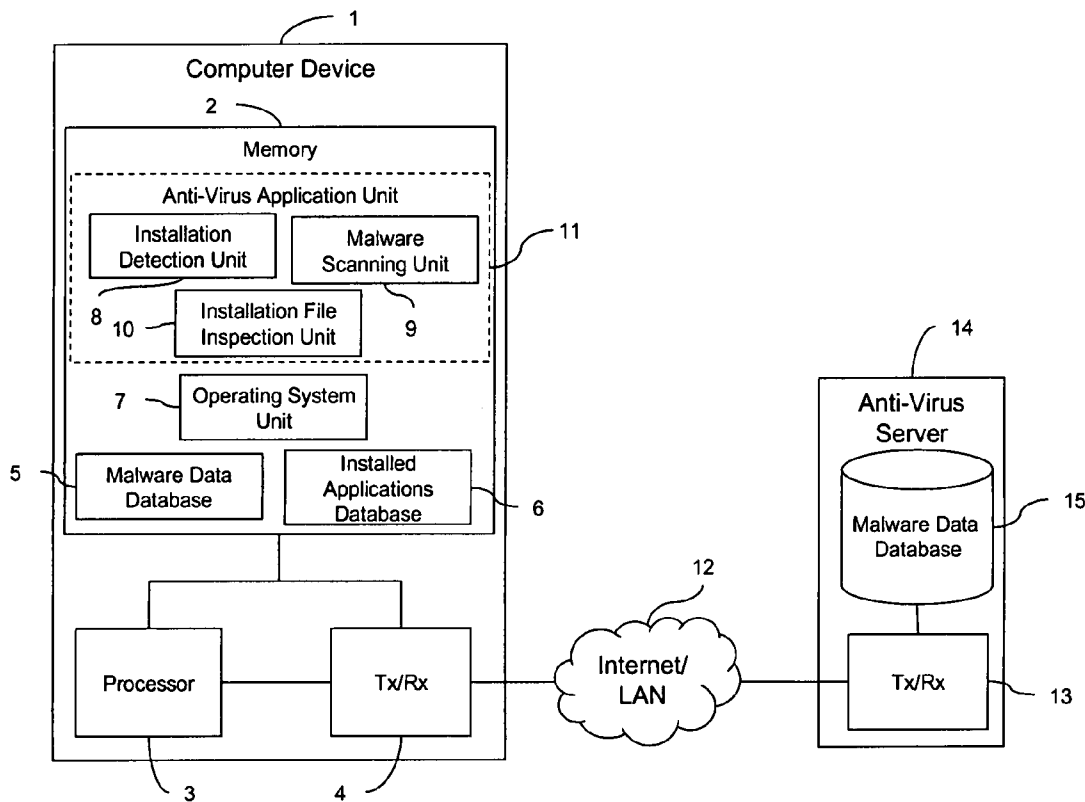 1
Computer Device
2
Memory
Anti-Virus Application Unit
Installation
Detection Unit
Malware
Scanning Unit
11
8
10
Installation File
Inspection Unit
9
7
Operating System
Unit
5
Malware Data
Database
Installed
Applications
Database
6
Processor
Tx/Rx
3
4
12
Internet/
LAN
14
Anti-Virus
Server
Malware Data
Database
15
Tx/Rx
13